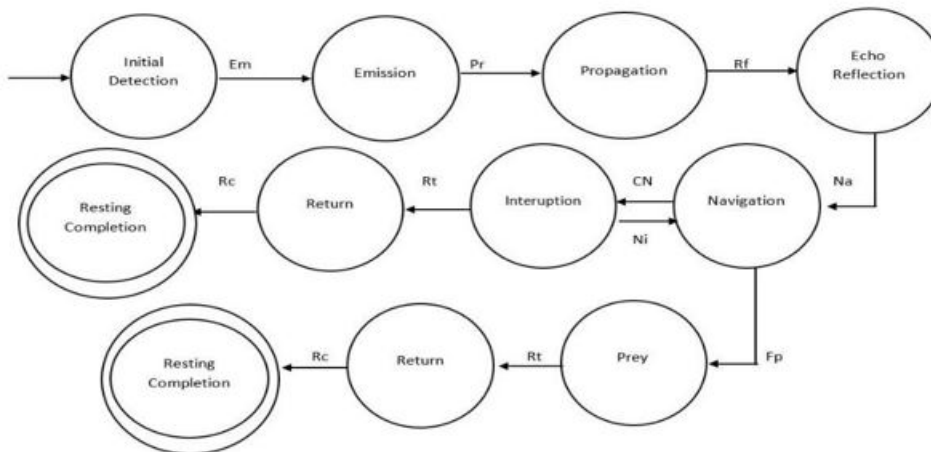 Initial
Detection
Em
Emission
Pr
Propagation
Rf
Echo
Reflection
Resting
Completion
Rc
Return
Rt
Interuption
CN
Ni
Navigation
Na
Resting
Completion
Rc
Return
Rt
Prey
Fp